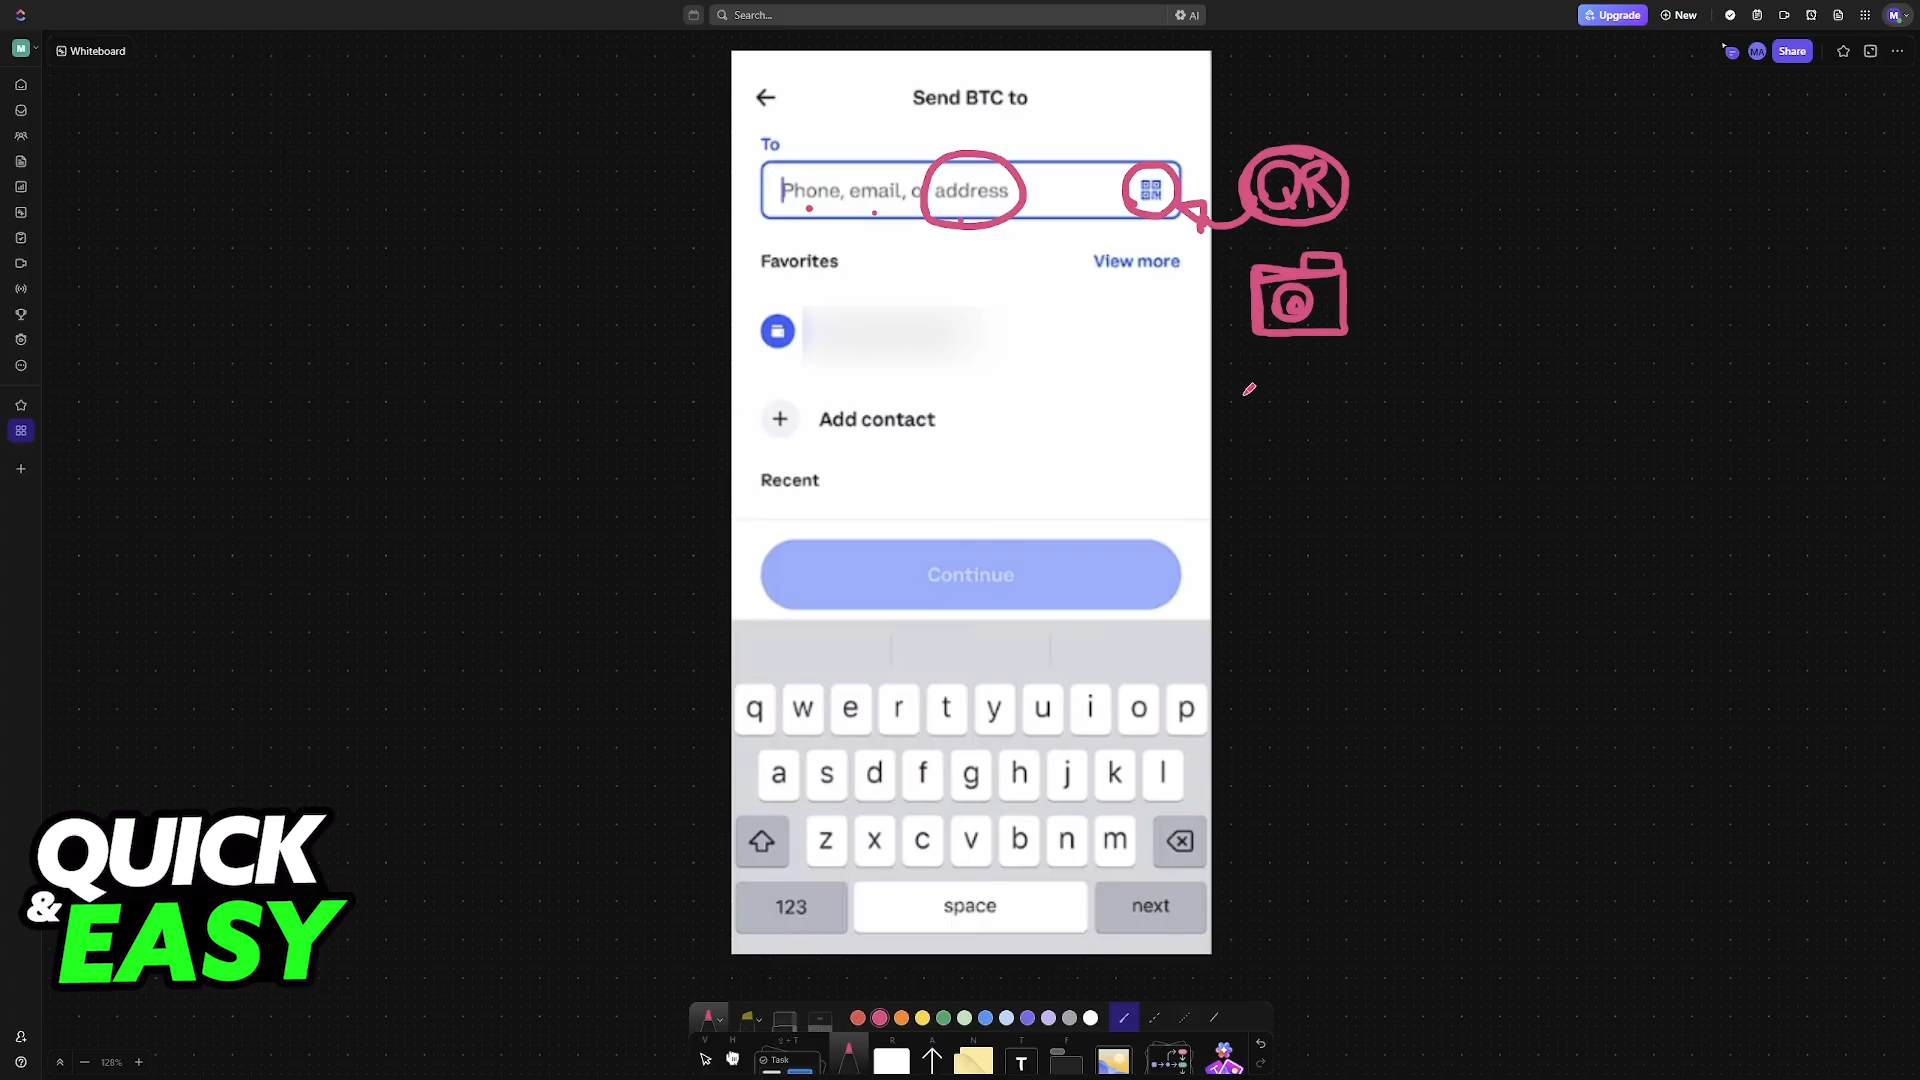 Search...
AI
Upgrade
New
M
M
Whiteboard
MA
Share
Send BTC to
To
Phone, email, or address
QR
Favorites
View more
Add contact
Recent
Continue
q w e r t y u i o p
a s d f g h j k l
z x c v b n m
123
space
next
QUICK
& EASY
V
H
⇧ + T
R
A
N
T
F
Task
T
128%